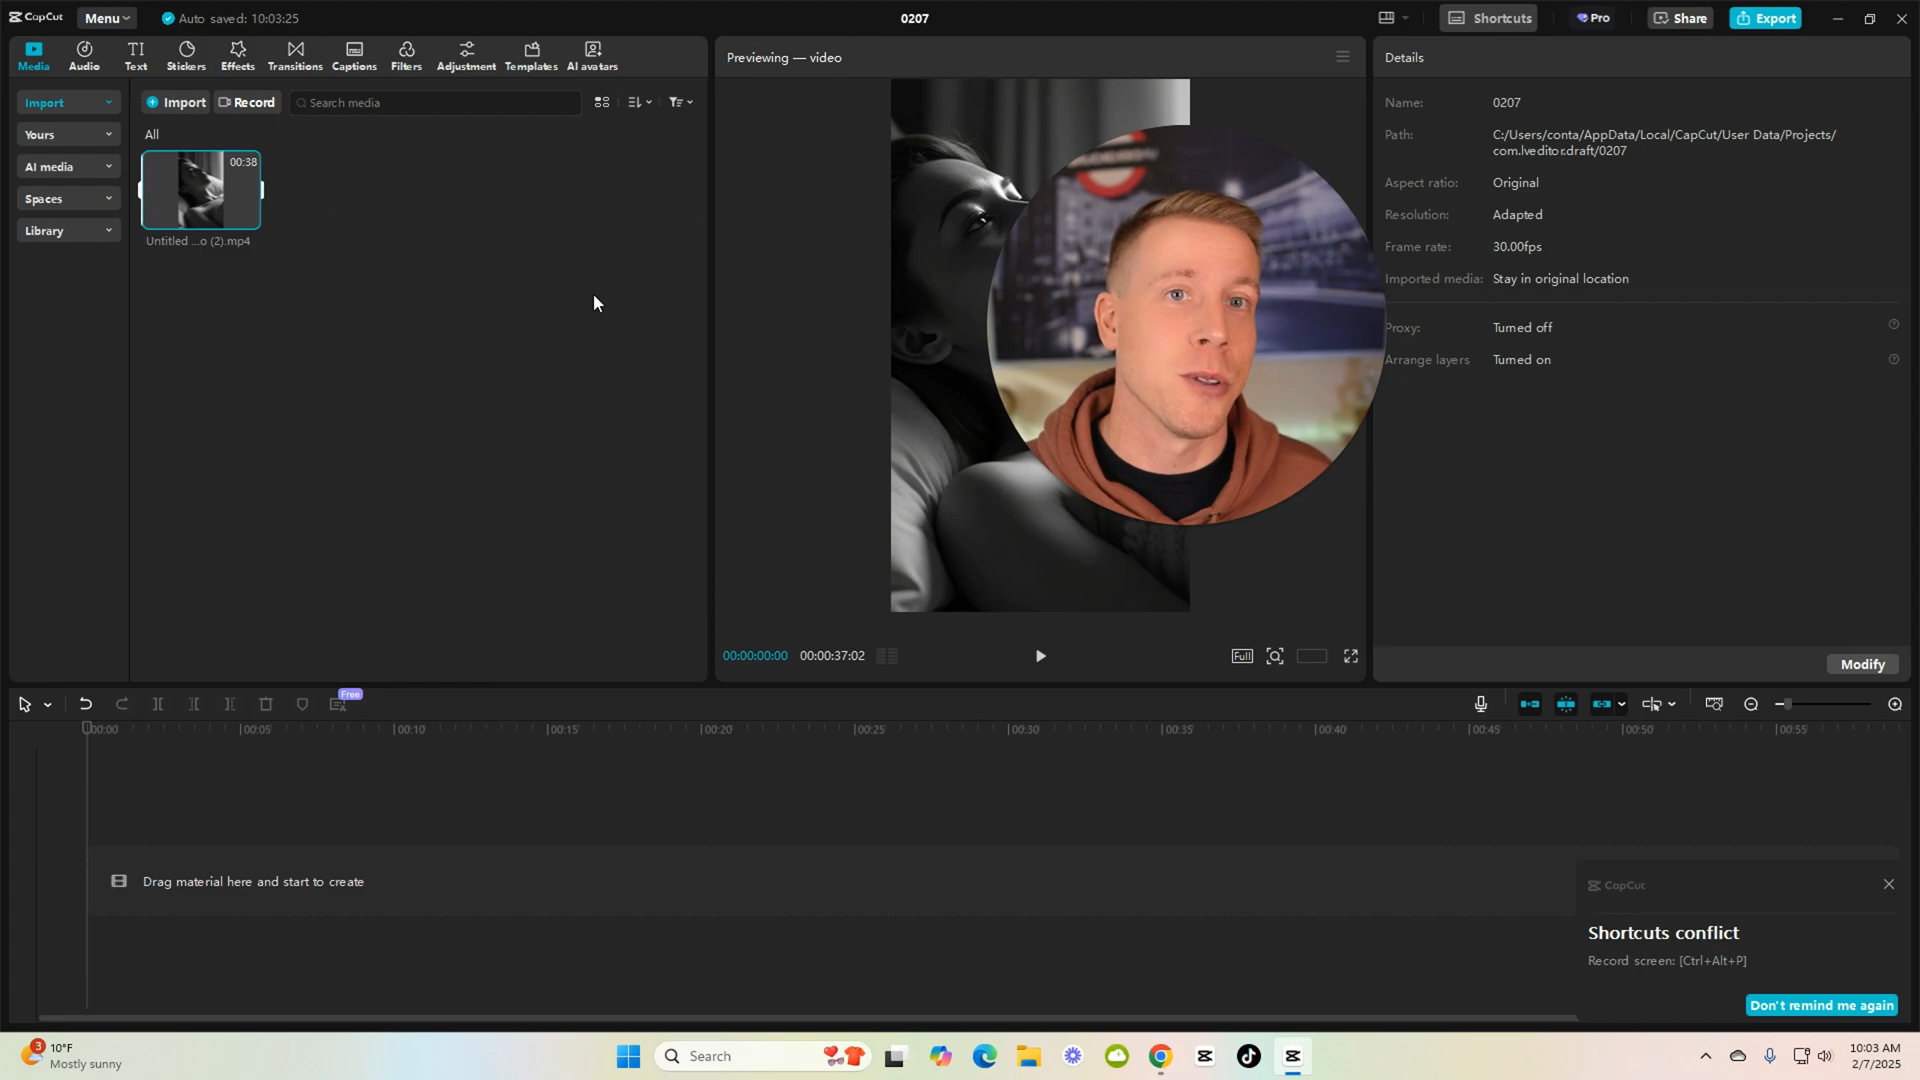 CapCut
Menu
Auto saved: 10:03:25
0207
Shortcuts
Pro
Share
Export
Media
Audio
TI
Text
Stickers
Effects
Transitions
Captions
Filters
Adjustment
Templates
AI avatars
Previewing — video
Details
Import
Import
Record
Search media
Name:
0207
Yours
All
Path:
C:/Users/conta/AppData/Local/CapCut/User Data/Projects/
com.lveditor.draft/0207
AI media
00:38
Aspect ratio:
Original
Spaces
Resolution:
Adapted
Library
Untitled ...o (2).mp4
Frame rate:
30.00fps
Imported media:
Stay in original location
Proxy:
Turned off
Arrange layers
Turned on
00:00:00:00
00:00:37:02
Full
Modify
Free
00:00
00:05
00:10
00:15
00:20
00:25
00:30
00:35
00:40
00:45
00:50
00:55
Drag material here and start to create
CapCut
Shortcuts conflict
Record screen: [Ctrl+Alt+P]
Don't remind me again
3
10°F
Mostly sunny
Search
10:03 AM
2/7/2025